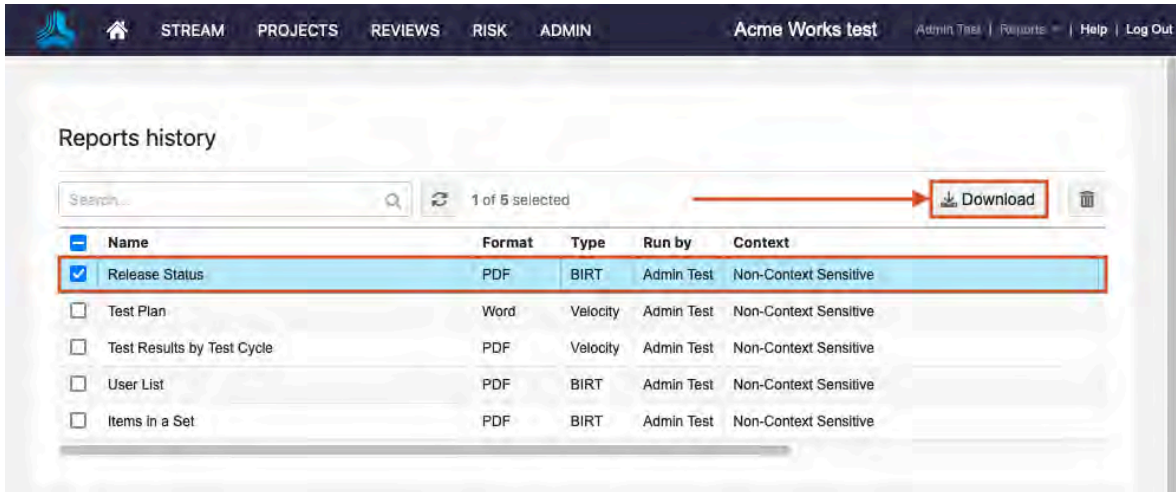 STREAM PROJECTS REVIEWS RISK ADMIN Acme Works test Admin Test | Reports | Help | Log Out
Reports history
Search... 1 of 5 selected Download
Name Format Type Run by Context
Release Status PDF BIRT Admin Test Non-Context Sensitive
Test Plan Word Velocity Admin Test Non-Context Sensitive
Test Results by Test Cycle PDF Velocity Admin Test Non-Context Sensitive
User List PDF BIRT Admin Test Non-Context Sensitive
Items in a Set PDF BIRT Admin Test Non-Context Sensitive